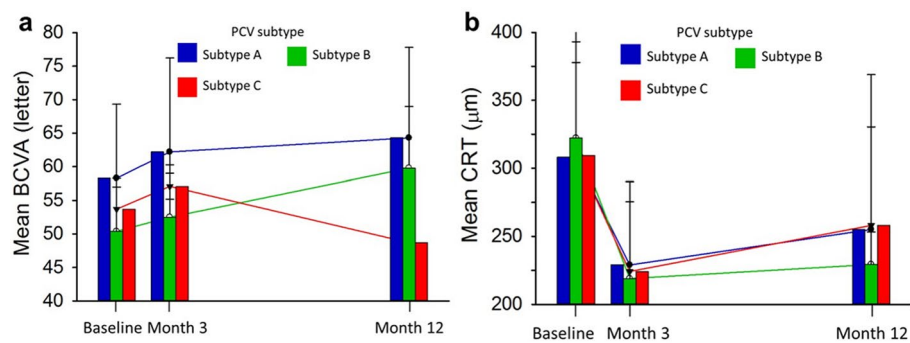 a
PCV subtype
Subtype A
Subtype B
Subtype C
Mean BCVA (letter)
80
75
70
65
60
55
50
45
40
Baseline Month 3 Month 12
b
PCV subtype
Subtype A
Subtype B
Subtype C
Mean CRT (μm)
400
350
300
250
200
Baseline Month 3 Month 12